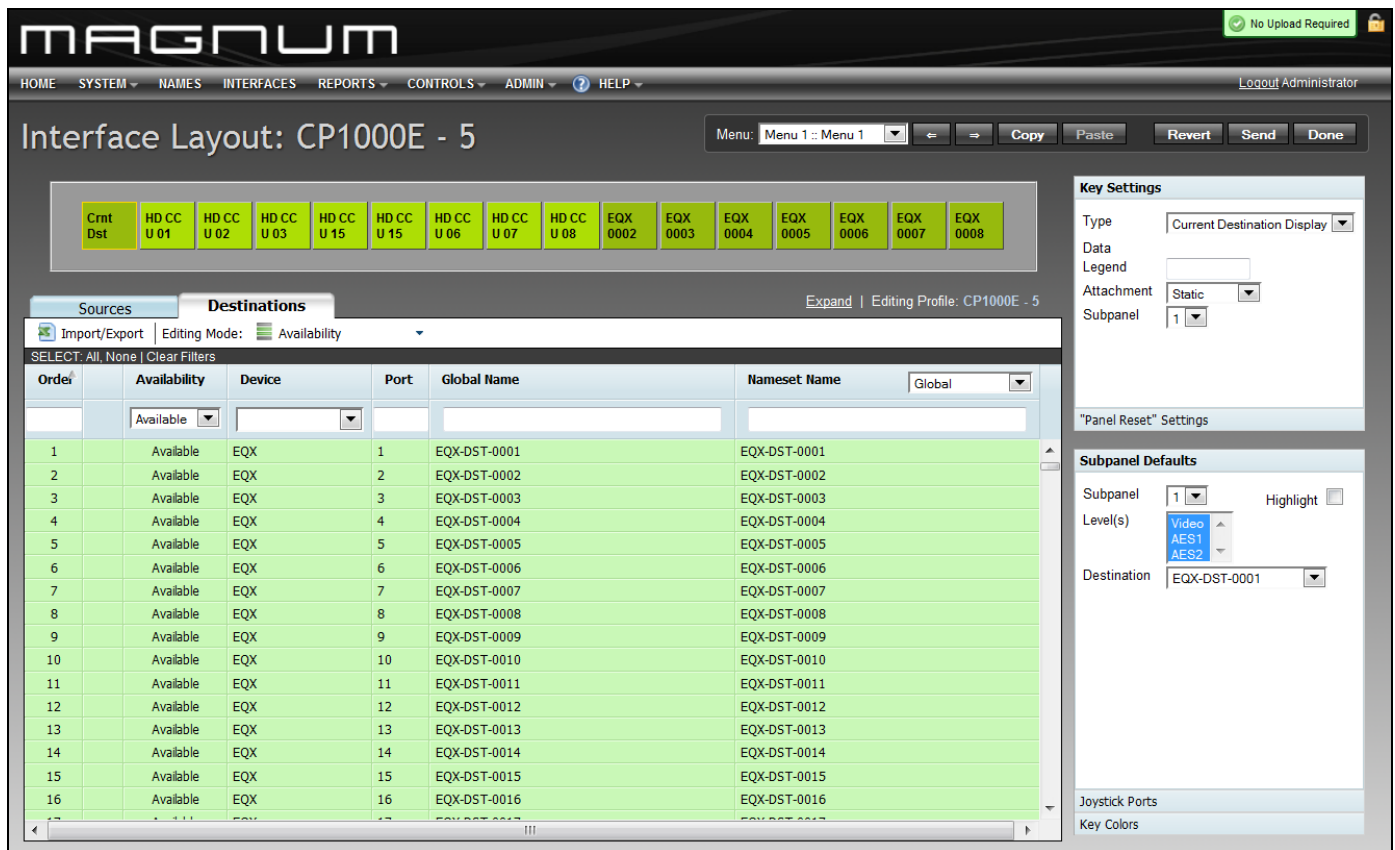 MAGNUM
No Upload Required
HOME SYSTEM NAMES INTERFACES REPORTS CONTROLS ADMIN ? HELP
Logout Administrator
Interface Layout: CP1000E - 5
Menu: Menu 1 :: Menu 1 ⇐ ⇒ Copy Paste Revert Send Done
Crnt HD CC HD CC HD CC HD CC HD CC HD CC HD CC HD CC EQX EQX EQX EQX EQX EQX EQX
Dst U 01 U 02 U 03 U 15 U 15 U 06 U 07 U 08 0002 0003 0004 0005 0006 0007 0008
Key Settings
Type Current Destination Display
Data
Legend
Attachment Static
Subpanel 1
"Panel Reset" Settings
Sources Destinations Expand | Editing Profile: CP1000E - 5
Import/Export Editing Mode: Availability
SELECT: All, None | Clear Filters
Order Availability Device Port Global Name Nameset Name Global
Available
1 Available EQX 1 EQX-DST-0001 EQX-DST-0001
2 Available EQX 2 EQX-DST-0002 EQX-DST-0002
3 Available EQX 3 EQX-DST-0003 EQX-DST-0003
4 Available EQX 4 EQX-DST-0004 EQX-DST-0004
5 Available EQX 5 EQX-DST-0005 EQX-DST-0005
6 Available EQX 6 EQX-DST-0006 EQX-DST-0006
7 Available EQX 7 EQX-DST-0007 EQX-DST-0007
8 Available EQX 8 EQX-DST-0008 EQX-DST-0008
9 Available EQX 9 EQX-DST-0009 EQX-DST-0009
10 Available EQX 10 EQX-DST-0010 EQX-DST-0010
11 Available EQX 11 EQX-DST-0011 EQX-DST-0011
12 Available EQX 12 EQX-DST-0012 EQX-DST-0012
13 Available EQX 13 EQX-DST-0013 EQX-DST-0013
14 Available EQX 14 EQX-DST-0014 EQX-DST-0014
15 Available EQX 15 EQX-DST-0015 EQX-DST-0015
16 Available EQX 16 EQX-DST-0016 EQX-DST-0016
Subpanel Defaults
Subpanel 1 Highlight
Level(s) Video
AES1
AES2
Destination EQX-DST-0001
Joystick Ports
Key Colors